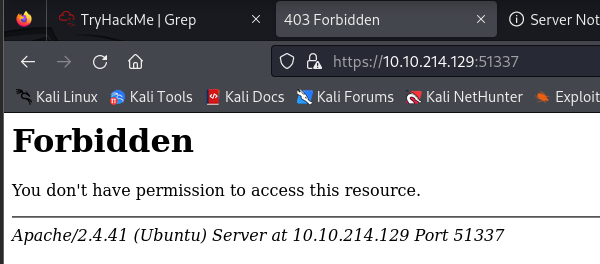 TryHackMe | Grep
403 Forbidden
Server Not
https://10.10.214.129:51337
Kali Linux Kali Tools Kali Docs Kali Forums Kali NetHunter Exploit
Forbidden
You don't have permission to access this resource.
Apache/2.4.41 (Ubuntu) Server at 10.10.214.129 Port 51337